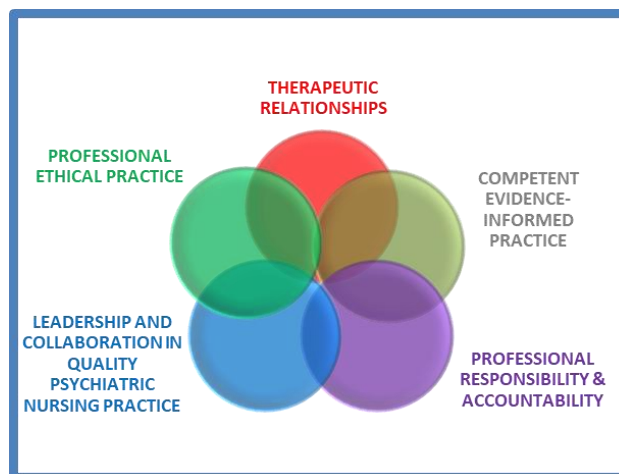 THERAPEUTIC
RELATIONSHIPS
PROFESSIONAL
ETHICAL PRACTICE
COMPETENT
EVIDENCE-
INFORMED
PRACTICE
LEADERSHIP AND
COLLABORATION IN
QUALITY
PSYCHIATRIC
NURSING PRACTICE
PROFESSIONAL
RESPONSIBILITY &
ACCOUNTABILITY